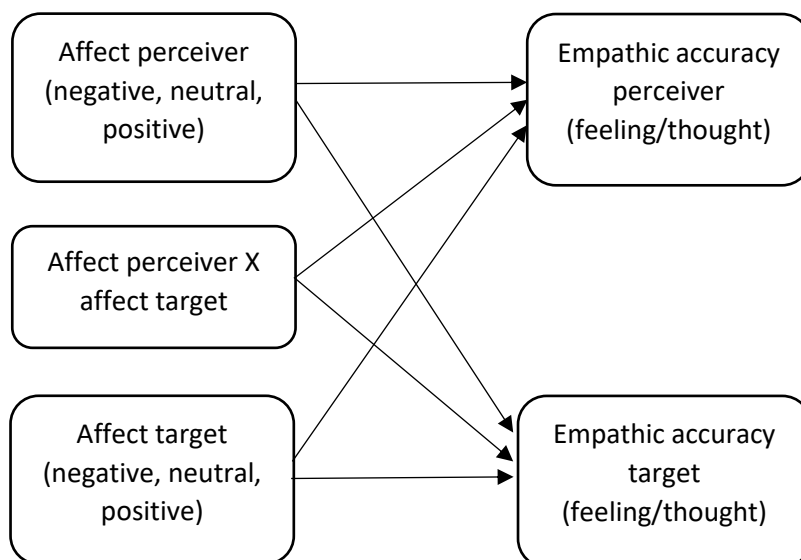 Affect perceiver
(negative, neutral,
positive)
Empathic accuracy
perceiver
(feeling/thought)
Affect perceiver X
affect target
Affect target
(negative, neutral,
positive)
Empathic accuracy
target
(feeling/thought)